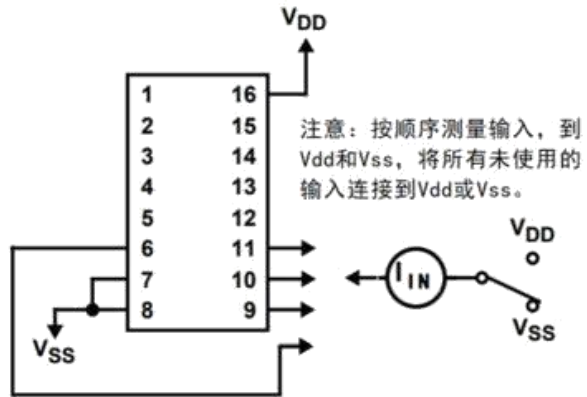 VDD
1 16
2 15
3 14
4 13
5 12
6 11
7 10
8 9
VSS
注意：按顺序测量输入，到
Vdd和Vss，将所有未使用的
输入连接到Vdd或Vss。
VDD
IIN
VSS